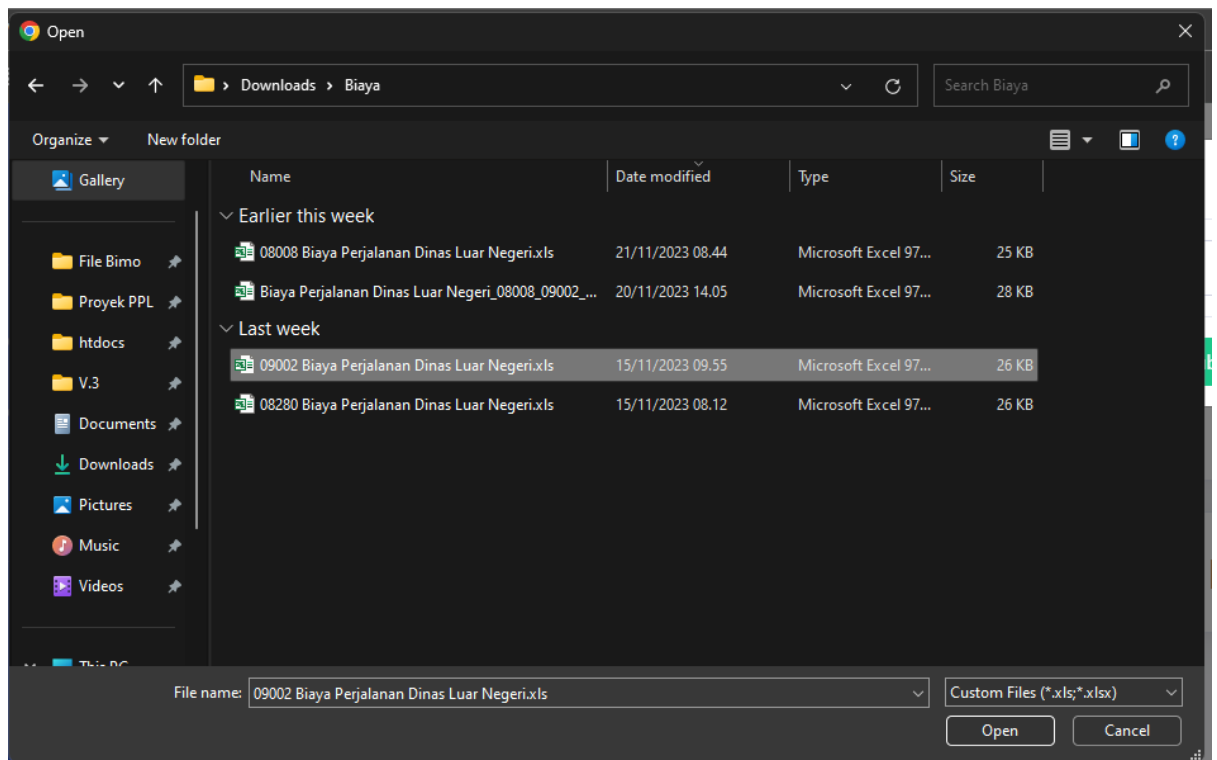 Open
Downloads > Biaya
Search Biaya
Organize New folder
Gallery
File Bimo
Proyek PPL
htdocs
V.3
Documents
Downloads
Pictures
Music
Videos
This PC
Name Date modified Type Size
Earlier this week
08008 Biaya Perjalanan Dinas Luar Negeri.xls 21/11/2023 08.44 Microsoft Excel 97... 25 KB
Biaya Perjalanan Dinas Luar Negeri_08008_09002_... 20/11/2023 14.05 Microsoft Excel 97... 28 KB
Last week
09002 Biaya Perjalanan Dinas Luar Negeri.xls 15/11/2023 09.55 Microsoft Excel 97... 26 KB
08280 Biaya Perjalanan Dinas Luar Negeri.xls 15/11/2023 08.12 Microsoft Excel 97... 26 KB
File name: 09002 Biaya Perjalanan Dinas Luar Negeri.xls Custom Files (*.xls;*.xlsx)
Open Cancel